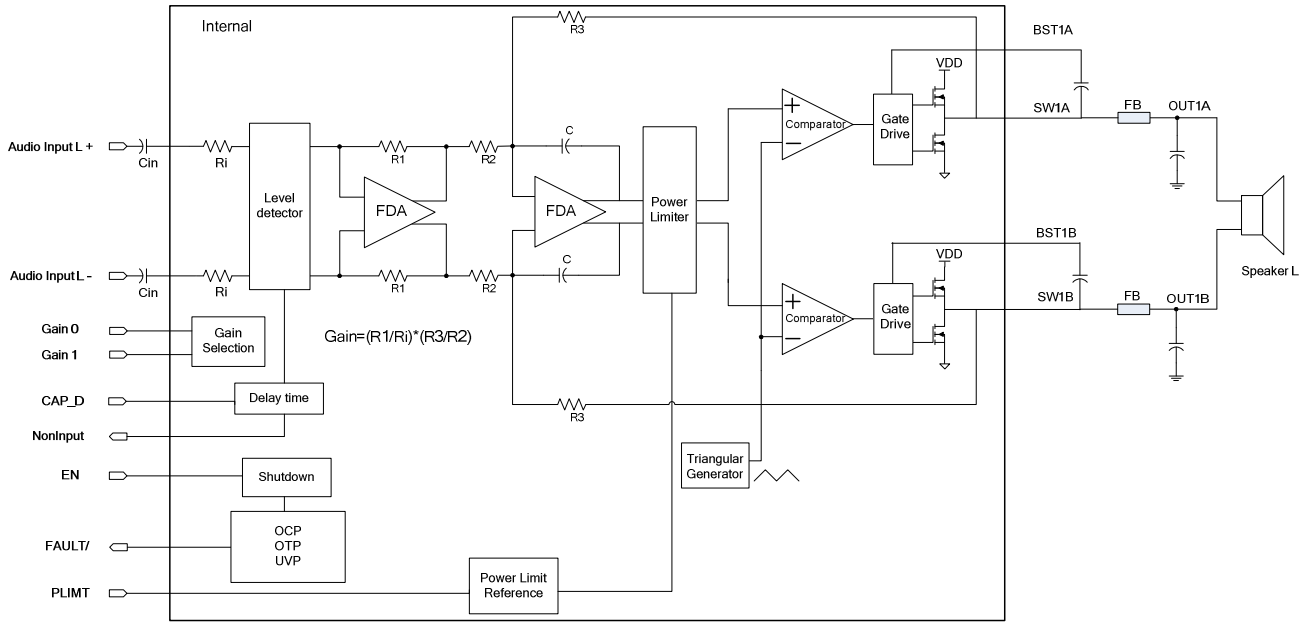 Internal
R3
BST1A
VDD
SW1A
FB
OUT1A
Comparator
Gate
Drive
Audio Input L +
Cin
Ri
Level
detector
R1
R2
C
FDA
FDA
Power
Limiter
Audio Input L -
Cin
Ri
R1
R2
C
BST1B
VDD
SW1B
FB
OUT1B
Speaker L
Comparator
Gate
Drive
Gain 0
Gain 1
Gain
Selection
Gain=(R1/Ri)*(R3/R2)
CAP_D
Delay time
R3
NonInput
Triangular
Generator
EN
Shutdown
FAULT/
OCP
OTP
UVP
PLIMT
Power Limit
Reference